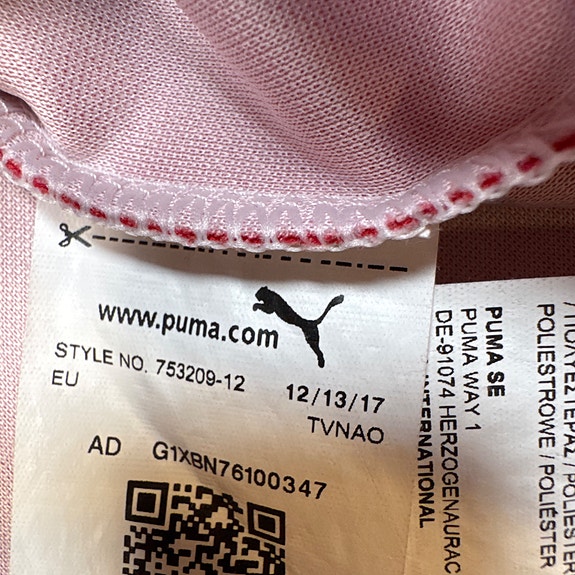 www.puma.com
STYLE NO. 753209-12
EU
12/13/17
TVNAO
AD G1XBN76100347
PUMA SE
PUMA WAY 1
DE-91074 HERZOGENAURAC
INTERNATIONAL
POLIESTROWE / POLIÉSTER